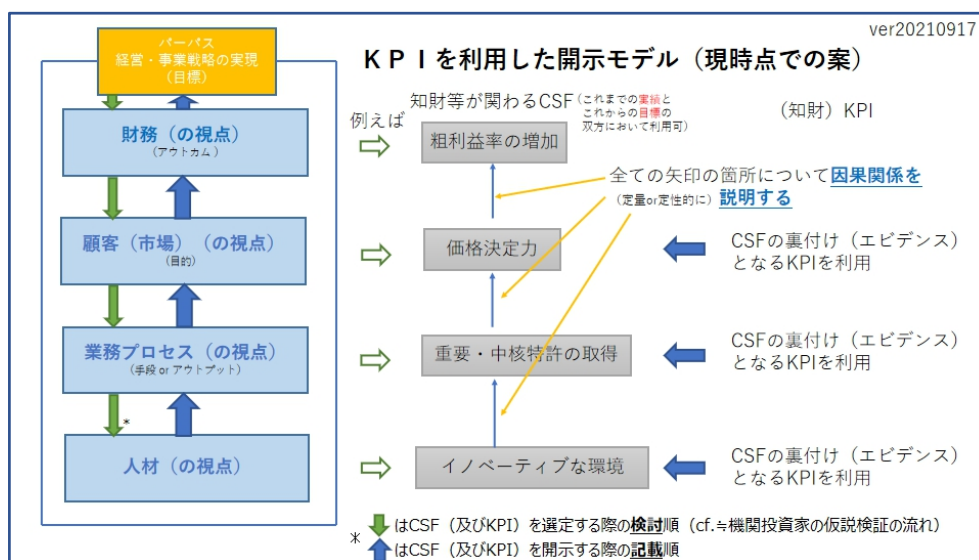 ver20210917
パーパス
経営・事業戦略の実現
（目標）
ＫＰＩを利用した開示モデル（現時点での案）
例えば
知財等が関わるCSF
（これまでの実績と
これからの目標の
双方において利用可）
（知財）KPI
財務（の視点）
（アウトカム）
粗利益率の増加
全ての矢印の箇所について因果関係を
（定量or定性的に）説明する
顧客（市場）（の視点）
（目的）
価格決定力
CSFの裏付け（エビデンス）
となるKPIを利用
業務プロセス（の視点）
（手段 or アウトプット）
重要・中核特許の取得
CSFの裏付け（エビデンス）
となるKPIを利用
*
人材（の視点）
イノベーティブな環境
CSFの裏付け（エビデンス）
となるKPIを利用
*
はCSF（及びKPI）を選定する際の検討順（cf.≒機関投資家の仮説検証の流れ）
はCSF（及びKPI）を開示する際の記載順